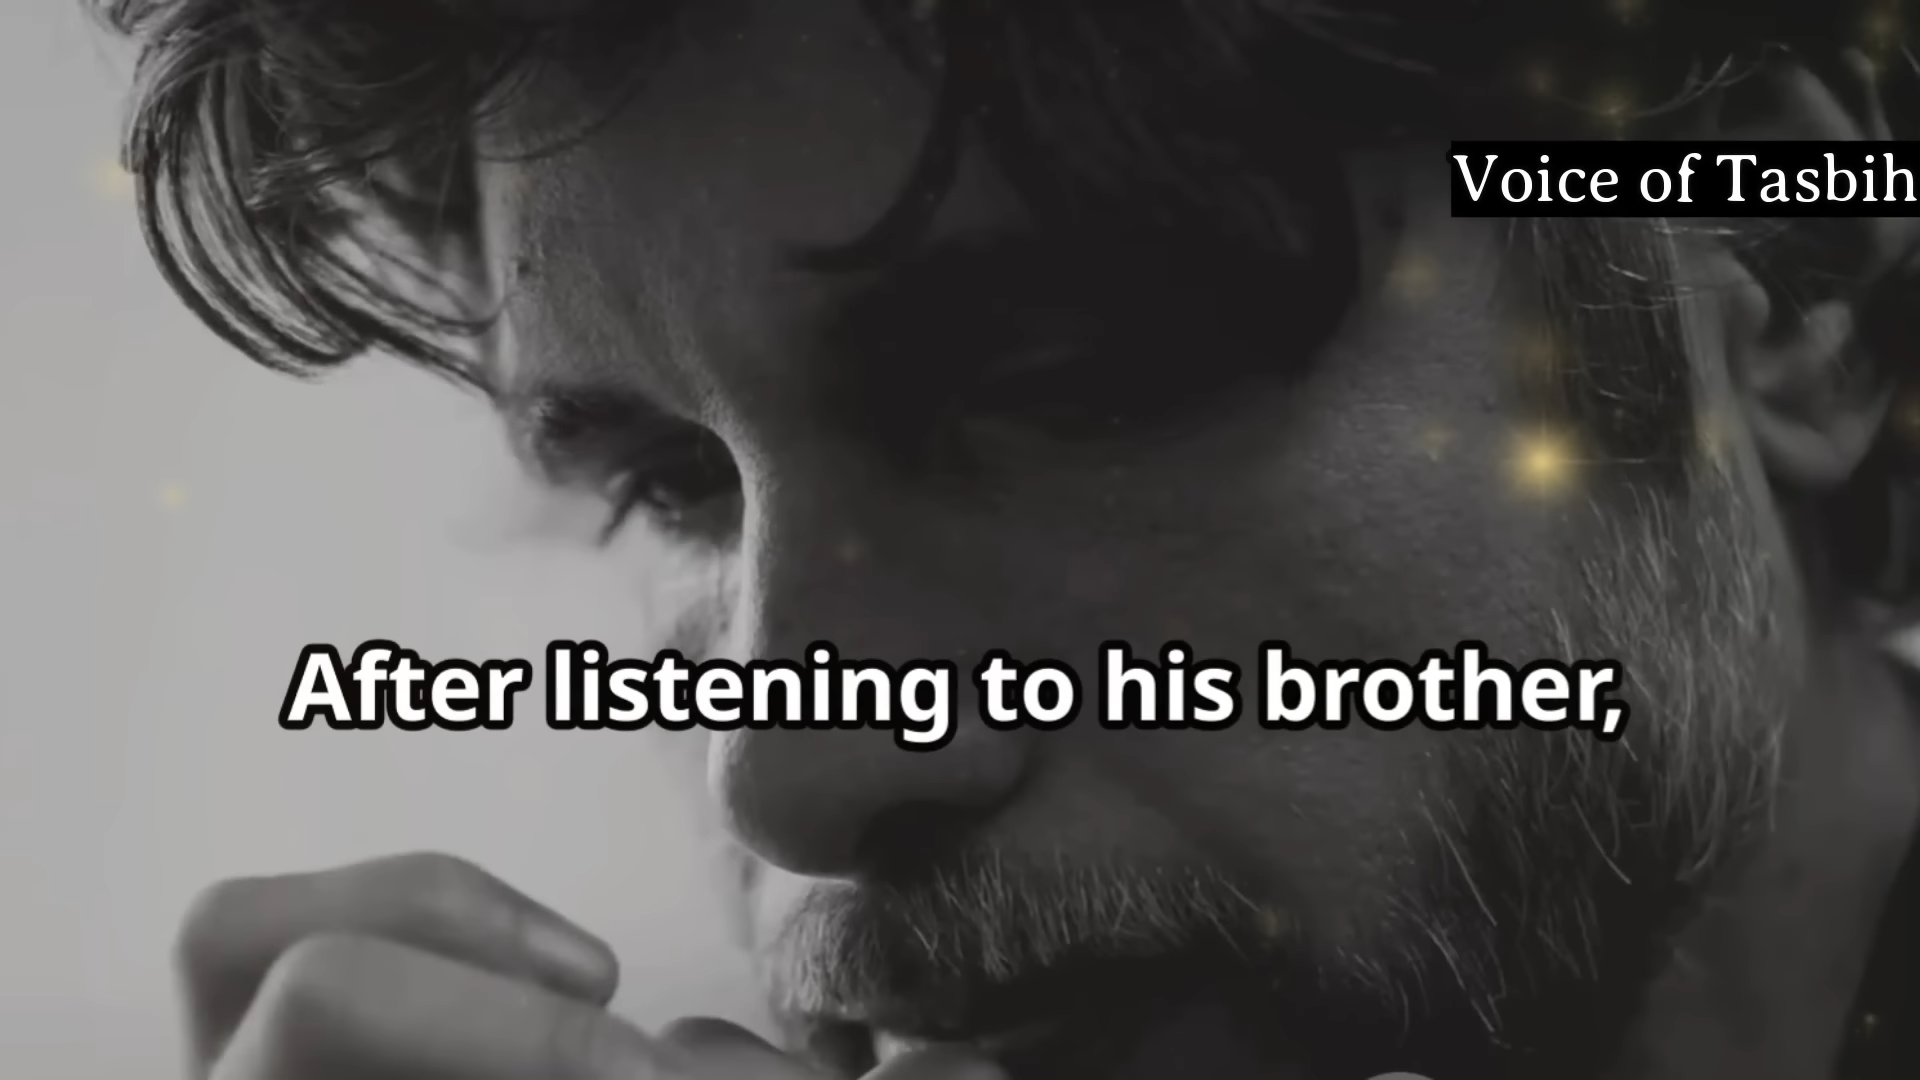 Voice of Tasbih
After listening to his brother,